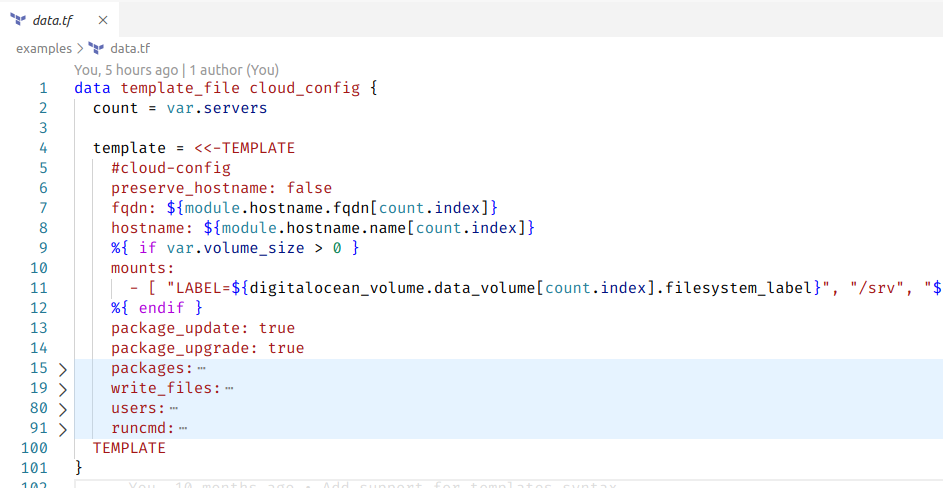 data.tf ×
examples > data.tf
You, 5 hours ago | 1 author (You)
1 data template_file cloud_config {
2 count = var.servers
3
4 template = <<-TEMPLATE
5 #cloud-config
6 preserve_hostname: false
7 fqdn: ${module.hostname.fqdn[count.index]}
8 hostname: ${module.hostname.name[count.index]}
9 %{ if var.volume_size > 0 }
10 mounts:
11 - [ "LABEL=${digitalocean_volume.data_volume[count.index].filesystem_label}", "/srv", "$
12 %{ endif }
13 package_update: true
14 package_upgrade: true
15 packages:⋯
19 write_files:⋯
80 users:⋯
91 runcmd:⋯
100 TEMPLATE
101 }
102 You, 10 months ago • Add support for templates syntax